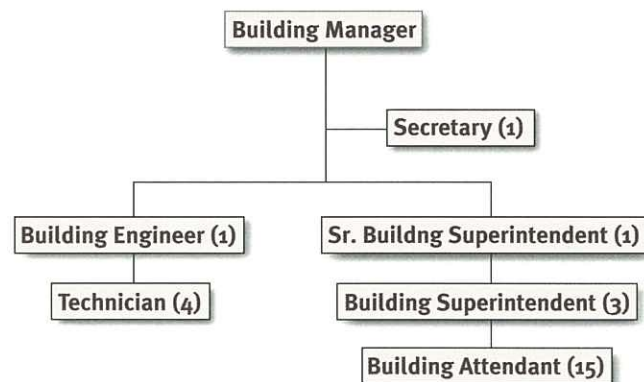 Building Manager
Secretary (1)
Building Engineer (1)
Sr. Buildng Superintendent (1)
Technician (4)
Building Superintendent (3)
Building Attendant (15)